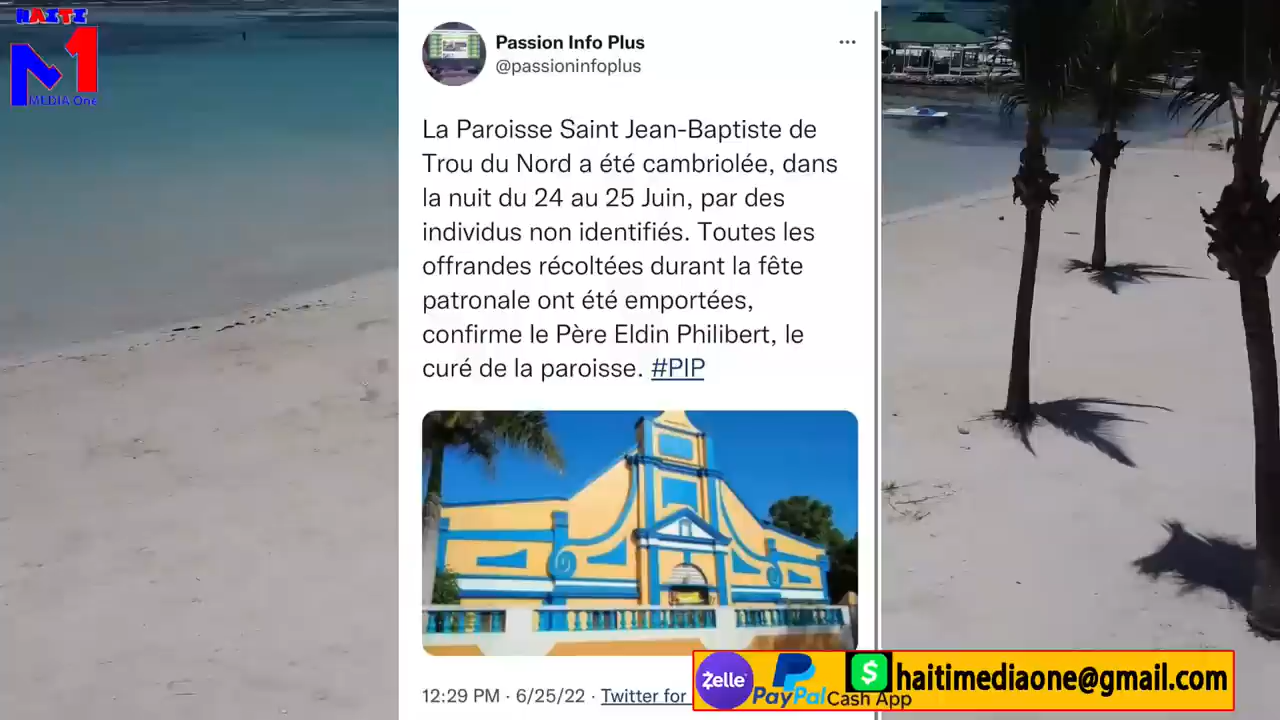 HAITI
M1
MEDIA One
Passion Info Plus
@passioninfoplus
La Paroisse Saint Jean-Baptiste de
Trou du Nord a été cambriolée, dans
la nuit du 24 au 25 Juin, par des
individus non identifiés. Toutes les
offrandes récoltées durant la fête
patronale ont été emportées,
confirme le Père Eldin Philibert, le
curé de la paroisse. #PIP
12:29 PM · 6/25/22 · Twitter for
Zelle
PayPal
$
Cash App
haitimediaone@gmail.com